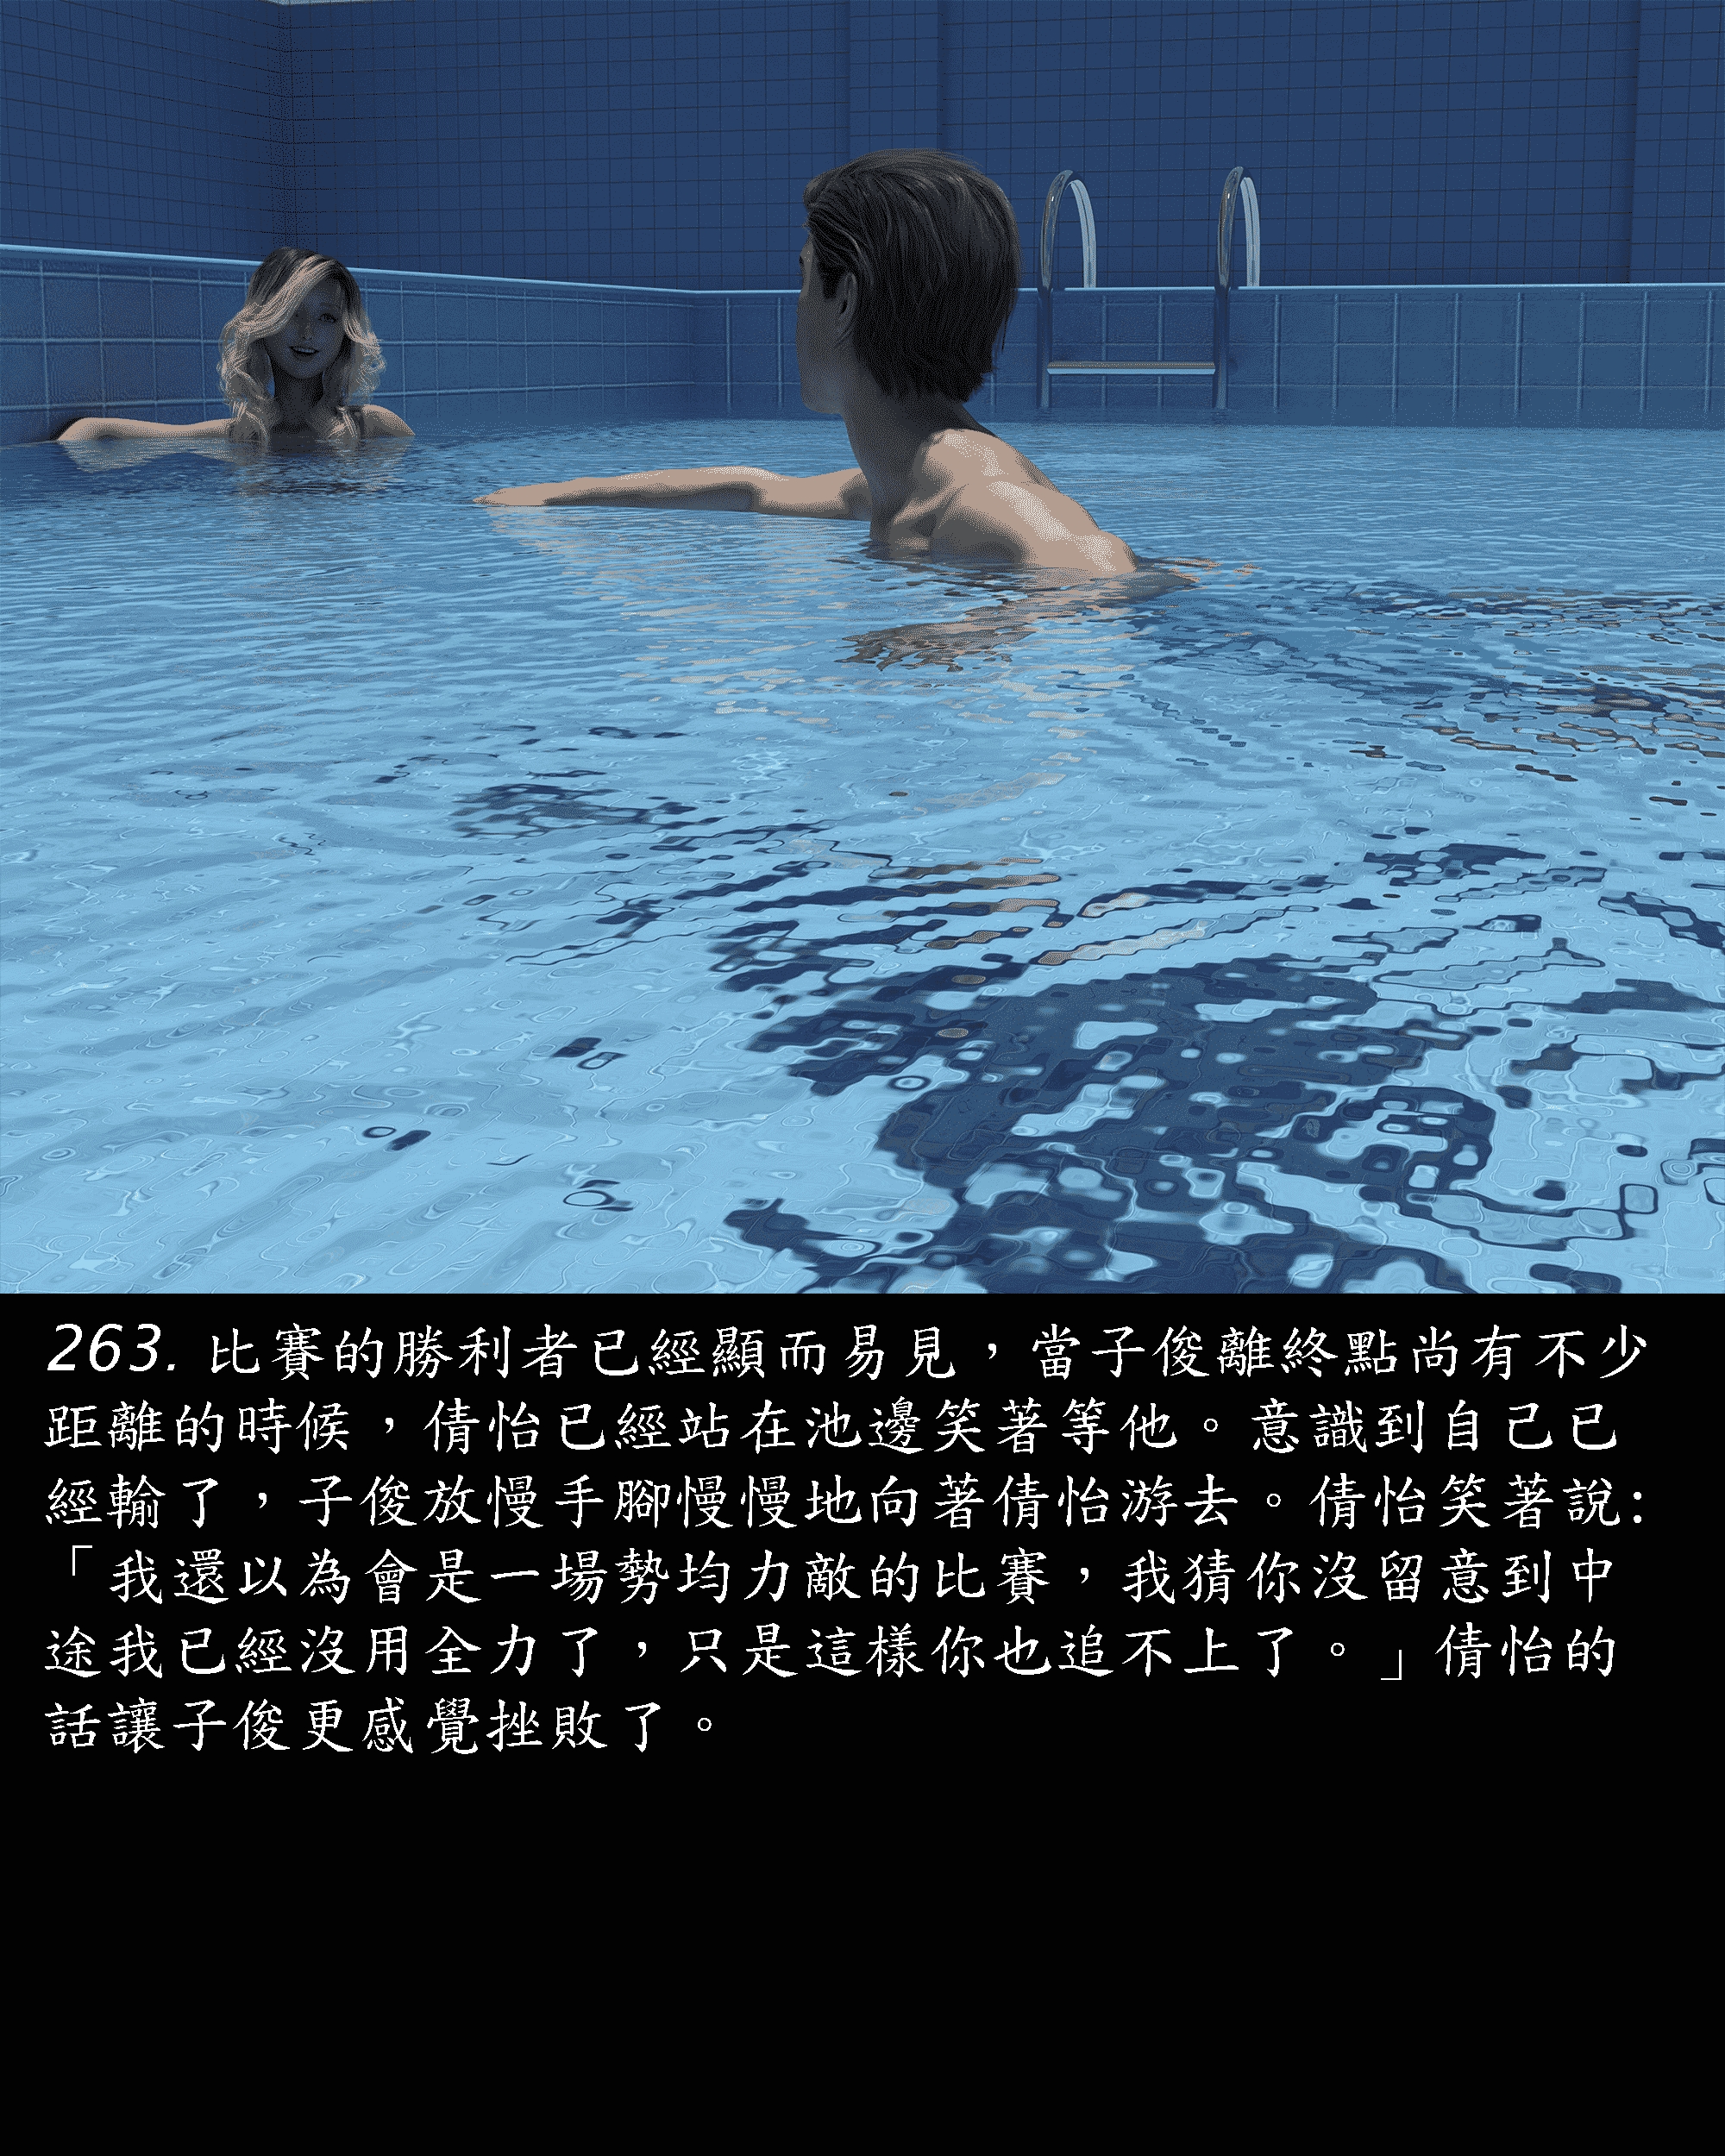 263. 比賽的勝利者已經顯而易見，當子俊離終點尚有不少
距離的時候，倩怡已經站在池邊笑著等他。意識到自己已
經輸了，子俊放慢手腳慢慢地向著倩怡游去。倩怡笑著說:
「我還以為會是一場勢均力敵的比賽，我猜你沒留意到中
途我已經沒用全力了，只是這樣你也追不上了。」倩怡的
話讓子俊更感覺挫敗了。